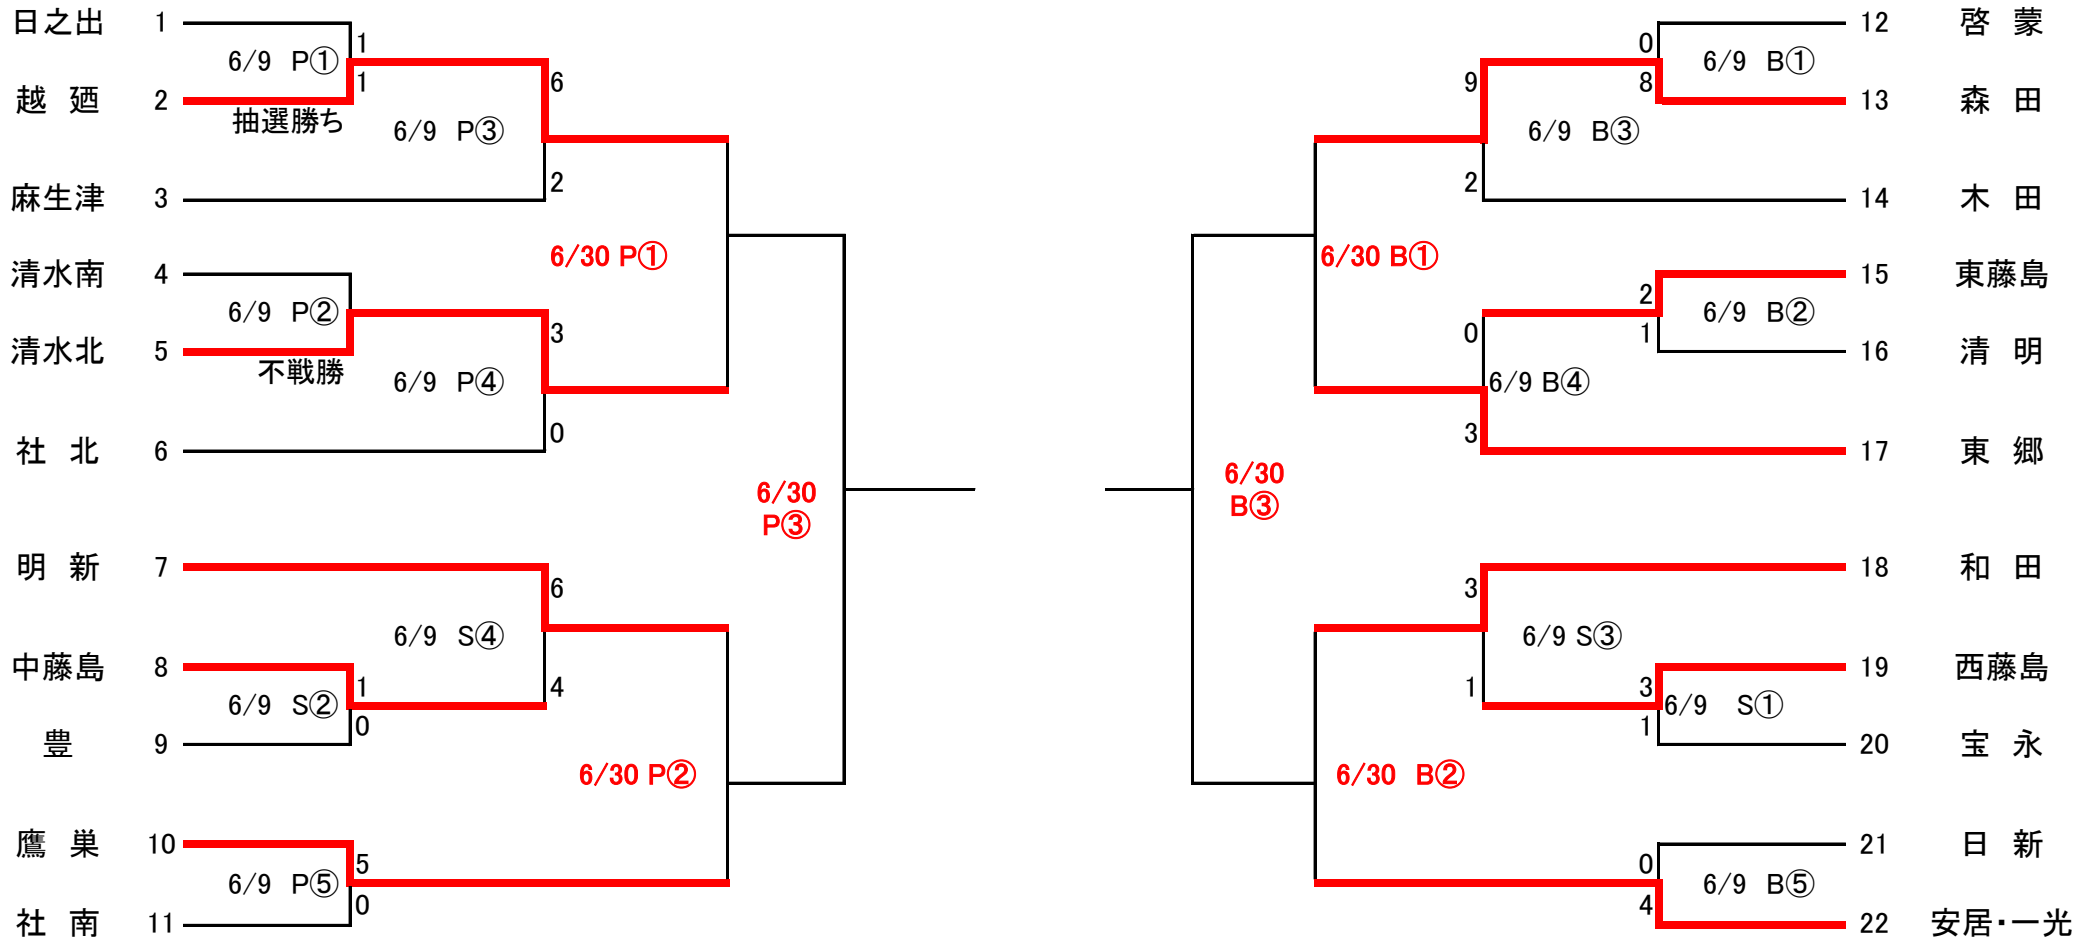 日之出 1
6/9 P① 1
1
越廼 2
抽選勝ち
6/9 P③ 6
2
麻生津 3
6/30 P①
清水南 4
6/9 P②
清水北 5
不戦勝
6/9 P④ 3
0
社北 6
6/30
P③
明新 7
6/9 S④ 6
4
中藤島 8
6/9 S② 1
0
豊 9
6/30 P②
鷹巣 10
6/9 P⑤ 5
0
社南 11
12 啓蒙
0 6/9 B①
8
13 森田
9 6/9 B③
2
14 木田
6/30 B①
15 東藤島
2 6/9 B②
1
16 清明
0 6/9 B④
3
17 東郷
6/30
B③
18 和田
3 6/9 S③
1
19 西藤島
3 6/9 S①
1
20 宝永
6/30 B②
21 日新
0 6/9 B⑤
4
22 安居・一光